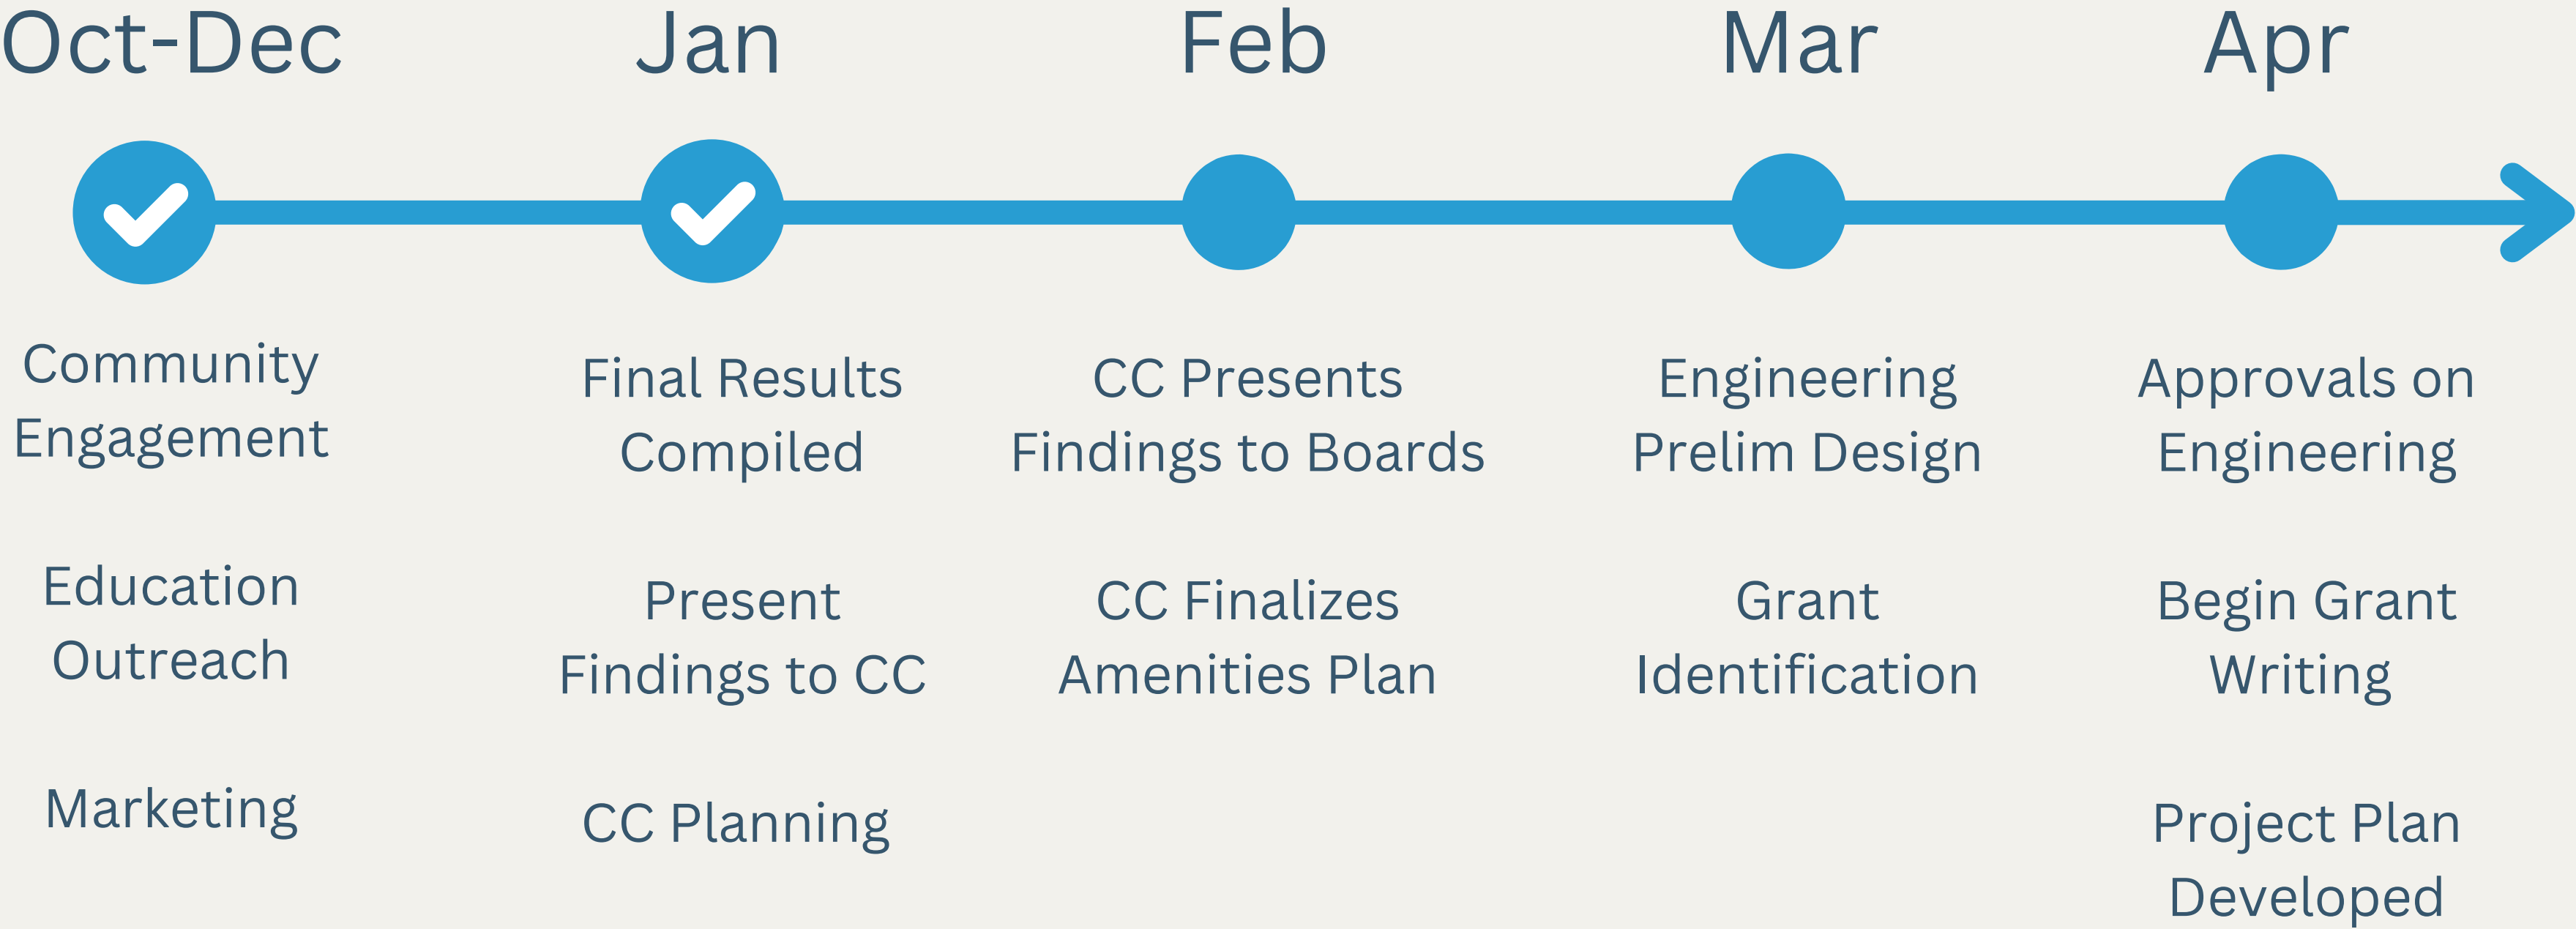 Oct-Dec
Jan
Feb
Mar
Apr
Community
Engagement
Education
Outreach
Marketing
Final Results
Compiled
Present
Findings to CC
CC Planning
CC Presents
Findings to Boards
CC Finalizes
Amenities Plan
Engineering
Prelim Design
Grant
Identification
Approvals on
Engineering
Begin Grant
Writing
Project Plan
Developed